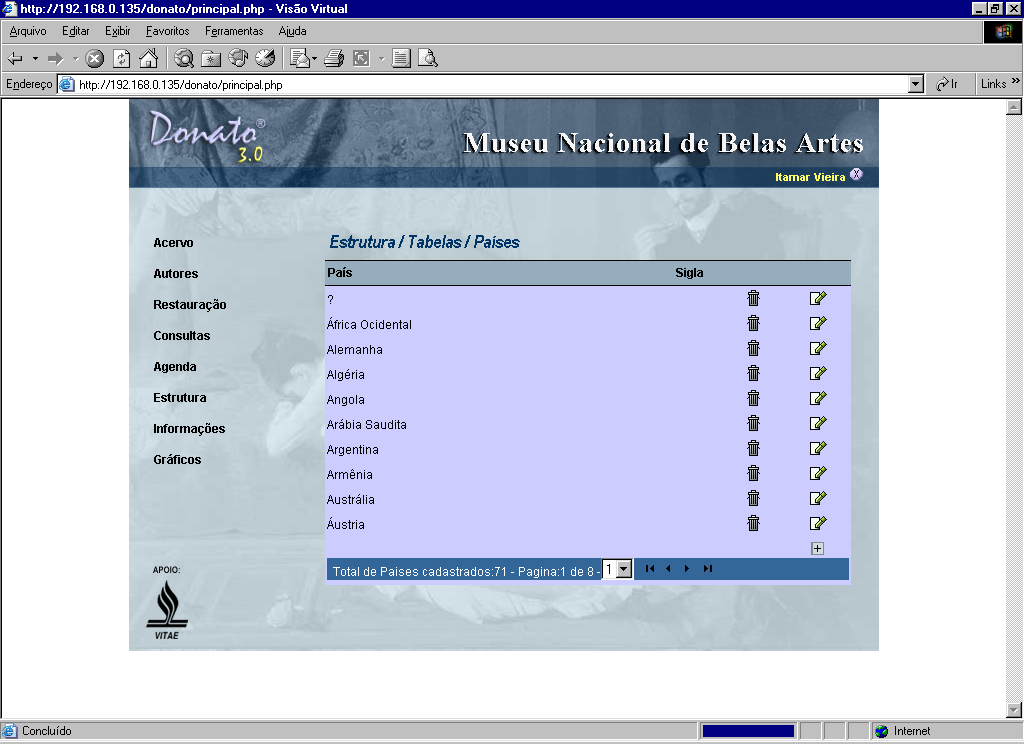 http://192.168.0.135/donato/principal.php - Visão Virtual
Arquivo Editar Exibir Favoritos Ferramentas Ajuda
Endereço http://192.168.0.135/donato/principal.php Ir Links »
Donato® 3.0
Museu Nacional de Belas Artes
Itamar Vieira X
Acervo
Autores
Restauração
Consultas
Agenda
Estrutura
Informações
Gráficos
APOIO:
VITAE
Estrutura / Tabelas / Países
País Sigla
?
África Ocidental
Alemanha
Algéria
Angola
Arábia Saudita
Argentina
Armênia
Austrália
Áustria
Total de Paises cadastrados:71 - Pagina:1 de 8 - 1
Concluído Internet